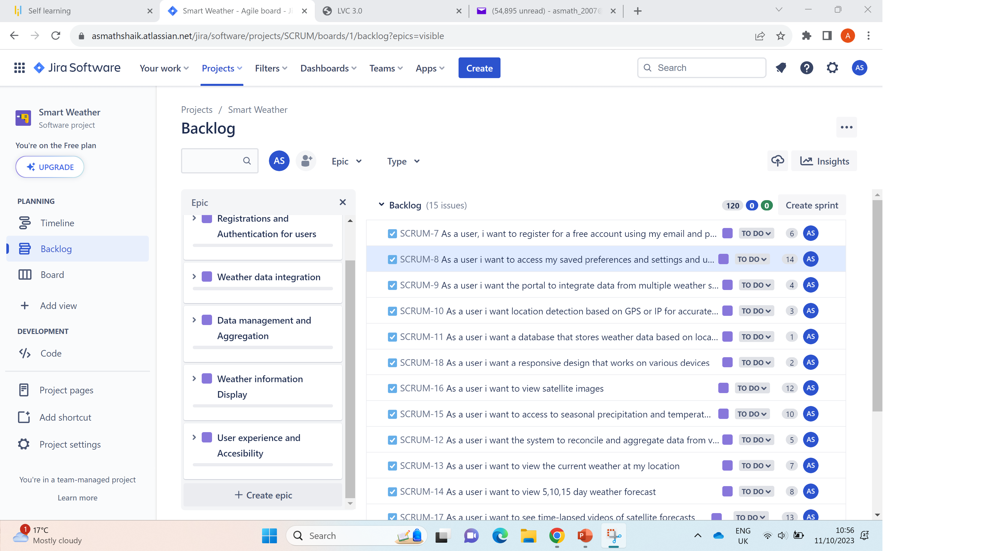 Self learning
Smart Weather - Agile board - Ji
LVC 3.0
(54,895 unread) - asmath_2007@
asmathshaik.atlassian.net/jira/software/projects/SCRUM/boards/1/backlog?epics=visible
A
Jira Software
Your work
Projects
Filters
Dashboards
Teams
Apps
Create
Search
AS
Smart Weather
Software project
You're on the Free plan
UPGRADE
PLANNING
Timeline
Backlog
Board
Add view
DEVELOPMENT
Code
Project pages
Add shortcut
Project settings
You're in a team-managed project
Learn more
Projects / Smart Weather
Backlog
AS
Epic
Type
Insights
Epic
Registrations and
Authentication for users
Weather data integration
Data management and
Aggregation
Weather information
Display
User experience and
Accesibility
+ Create epic
Backlog (15 issues)
120 0 0
Create sprint
SCRUM-7 As a user, i want to register for a free account using my email and p... TO DO 6 AS
SCRUM-8 As a user i want to access my saved preferences and settings and u... TO DO 14 AS
SCRUM-9 As a user i want the portal to integrate data from multiple weather s... TO DO 4 AS
SCRUM-10 As a user i want location detection based on GPS or IP for accurate... TO DO 3 AS
SCRUM-11 As a user i want a database that stores weather data based on loca... TO DO 1 AS
SCRUM-18 As a user i want a responsive design that works on various devices TO DO 2 AS
SCRUM-16 As a user i want to view satellite images TO DO 12 AS
SCRUM-15 As a user i want to access to seasonal precipitation and temperat... TO DO 10 AS
SCRUM-12 As a user i want the system to reconcile and aggregate data from v... TO DO 5 AS
SCRUM-13 As a user i want to view the current weather at my location TO DO 7 AS
SCRUM-14 As a user i want to view 5,10,15 day weather forecast TO DO 8 AS
SCRUM-17 As a user i want to see time-lapsed videos of satellite forecasts TO DO 13 AS
1
17°C
Mostly cloudy
Search
P
ENG
UK
10:56
11/10/2023